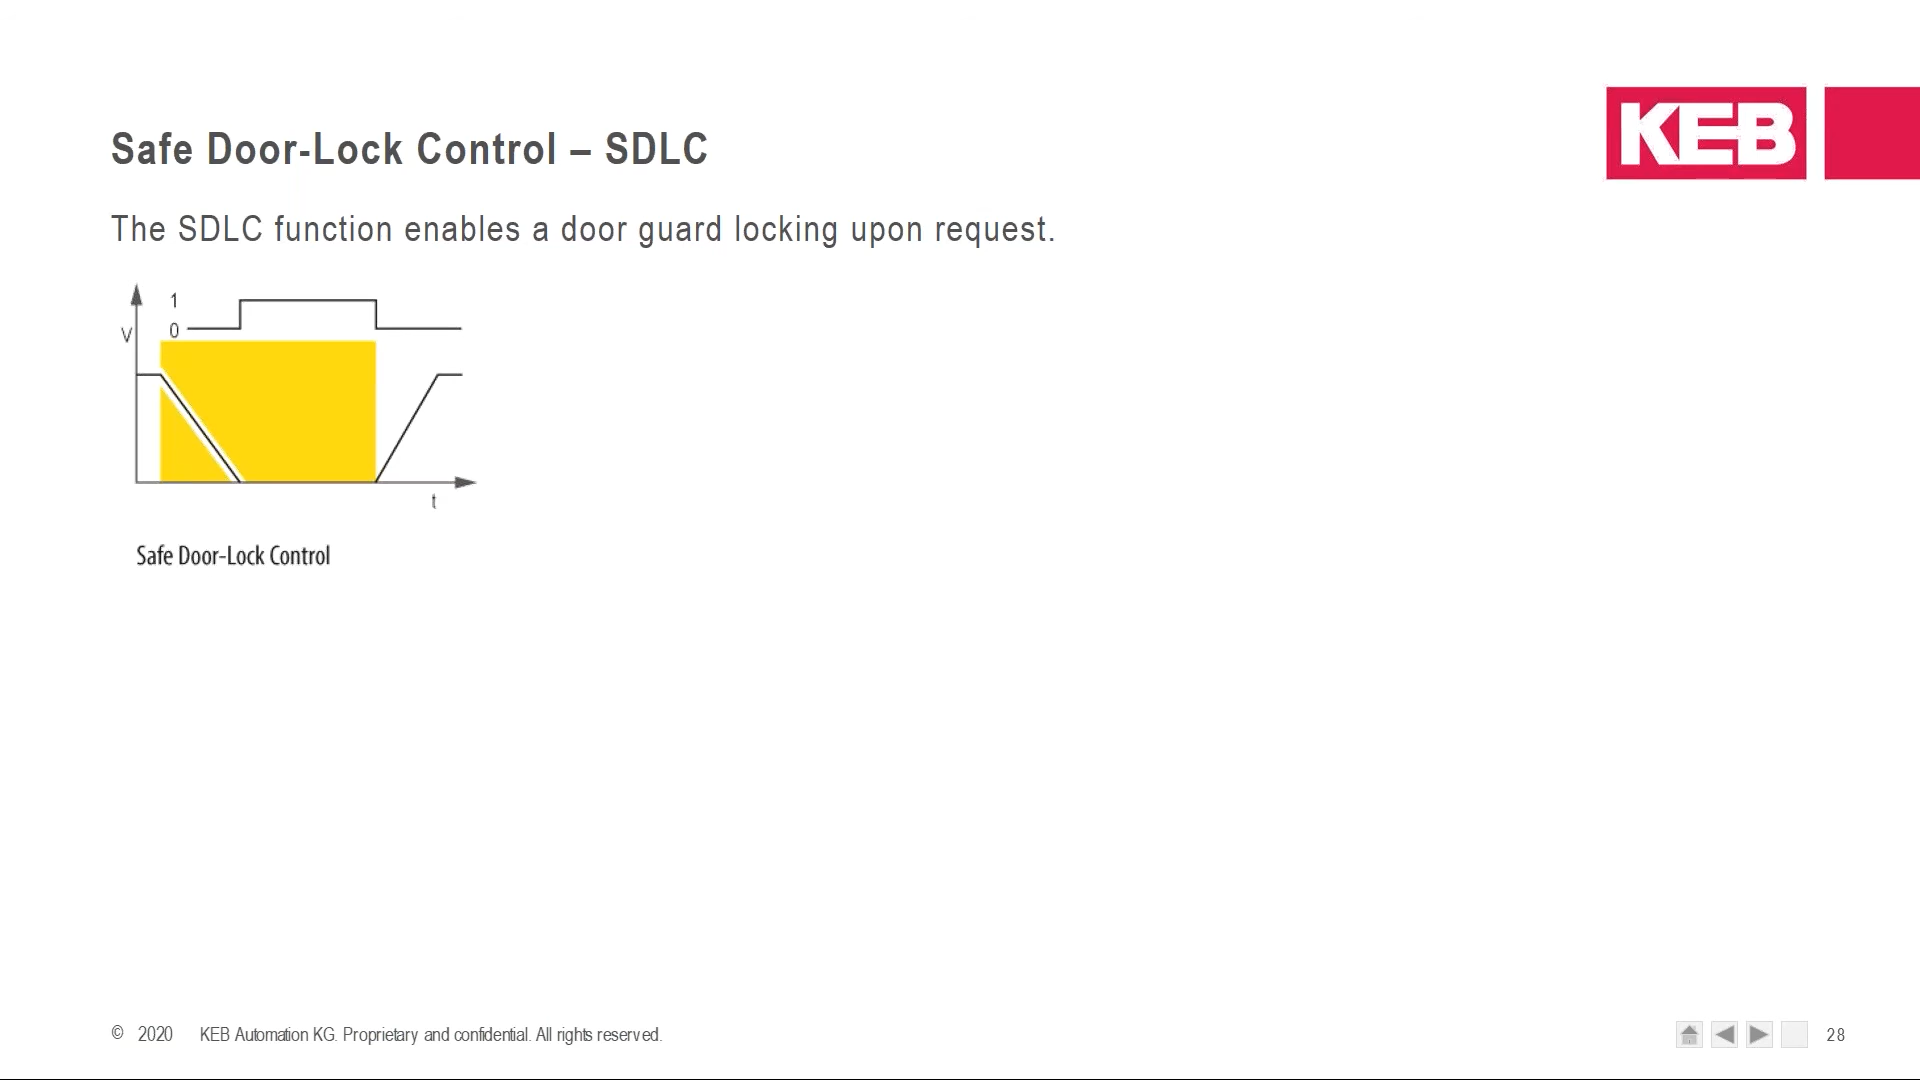 KEB
Safe Door-Lock Control – SDLC
The SDLC function enables a door guard locking upon request.
1
0
V
t
Safe Door-Lock Control
© 2020 KEB Automation KG. Proprietary and confidential. All rights reserved.
28